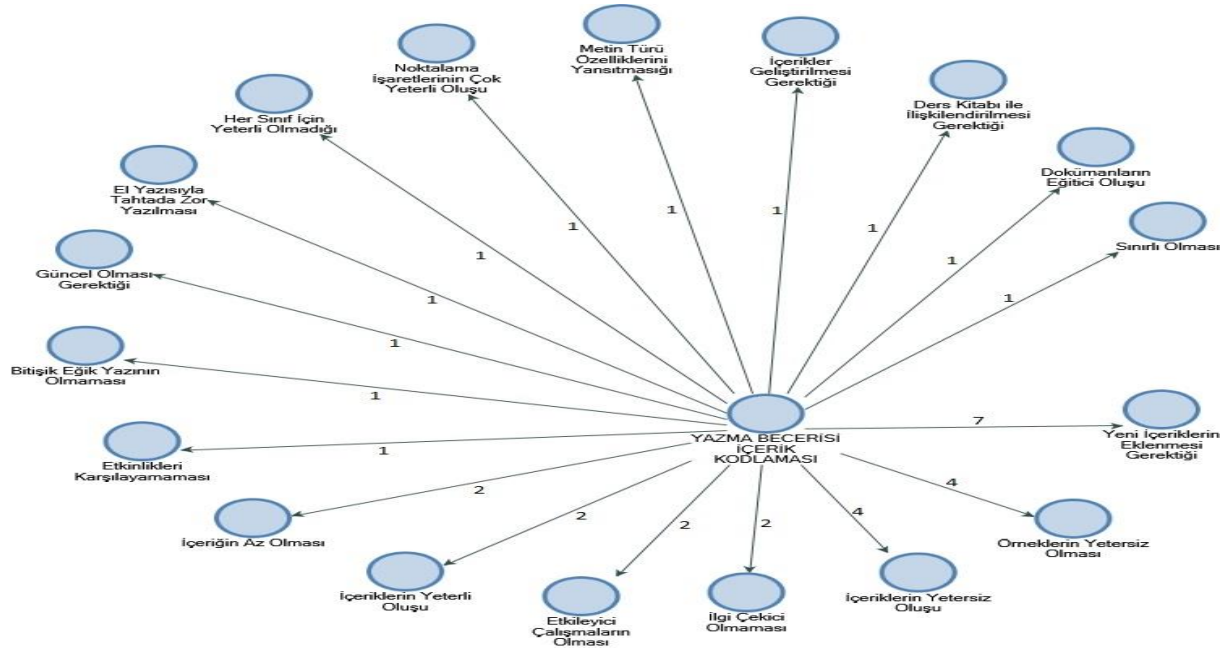 Metin Türü
Özelliklerini
Yansıtmasığı
İçerikler
Geliştirilmesi
Gerektiği
Noktalama
İşaretlerinin Çok
Yeterli Oluşu
Ders Kitabı ile
İlişkilendirilmesi
Gerektiği
Her Sınıf İçin
Yeterli Olmadığı
Dokümanların
Eğitici Oluşu
El Yazısıyla
Tahtada Zor
Yazılması
Sınırlı Olması
Güncel Olması
Gerektiği
Bitişik Eğik Yazının
Olmaması
Etkinlikleri
Karşılayamaması
YAZMA BECERİSİ
İÇERİK
KODLAMASI
Yeni İçeriklerin
Eklenmesi
Gerektiği
İçeriğin Az Olması
Örneklerin Yetersiz
Olması
İçeriklerin Yeterli
Oluşu
Etkileyici
Çalışmaların
Olması
İlgi Çekici
Olmaması
İçeriklerin Yetersiz
Oluşu
1
1
1
1
1
1
1
1
1
1
1
7
2
2
2
2
4
4